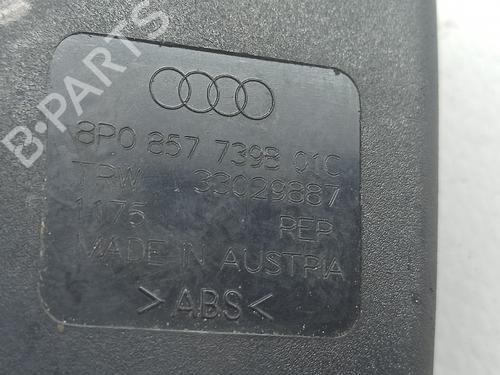 B-PARTS
8P0 857 739B 01C
TRW 33029887
1175 REP
MADE IN AUSTRIA
>ABS<